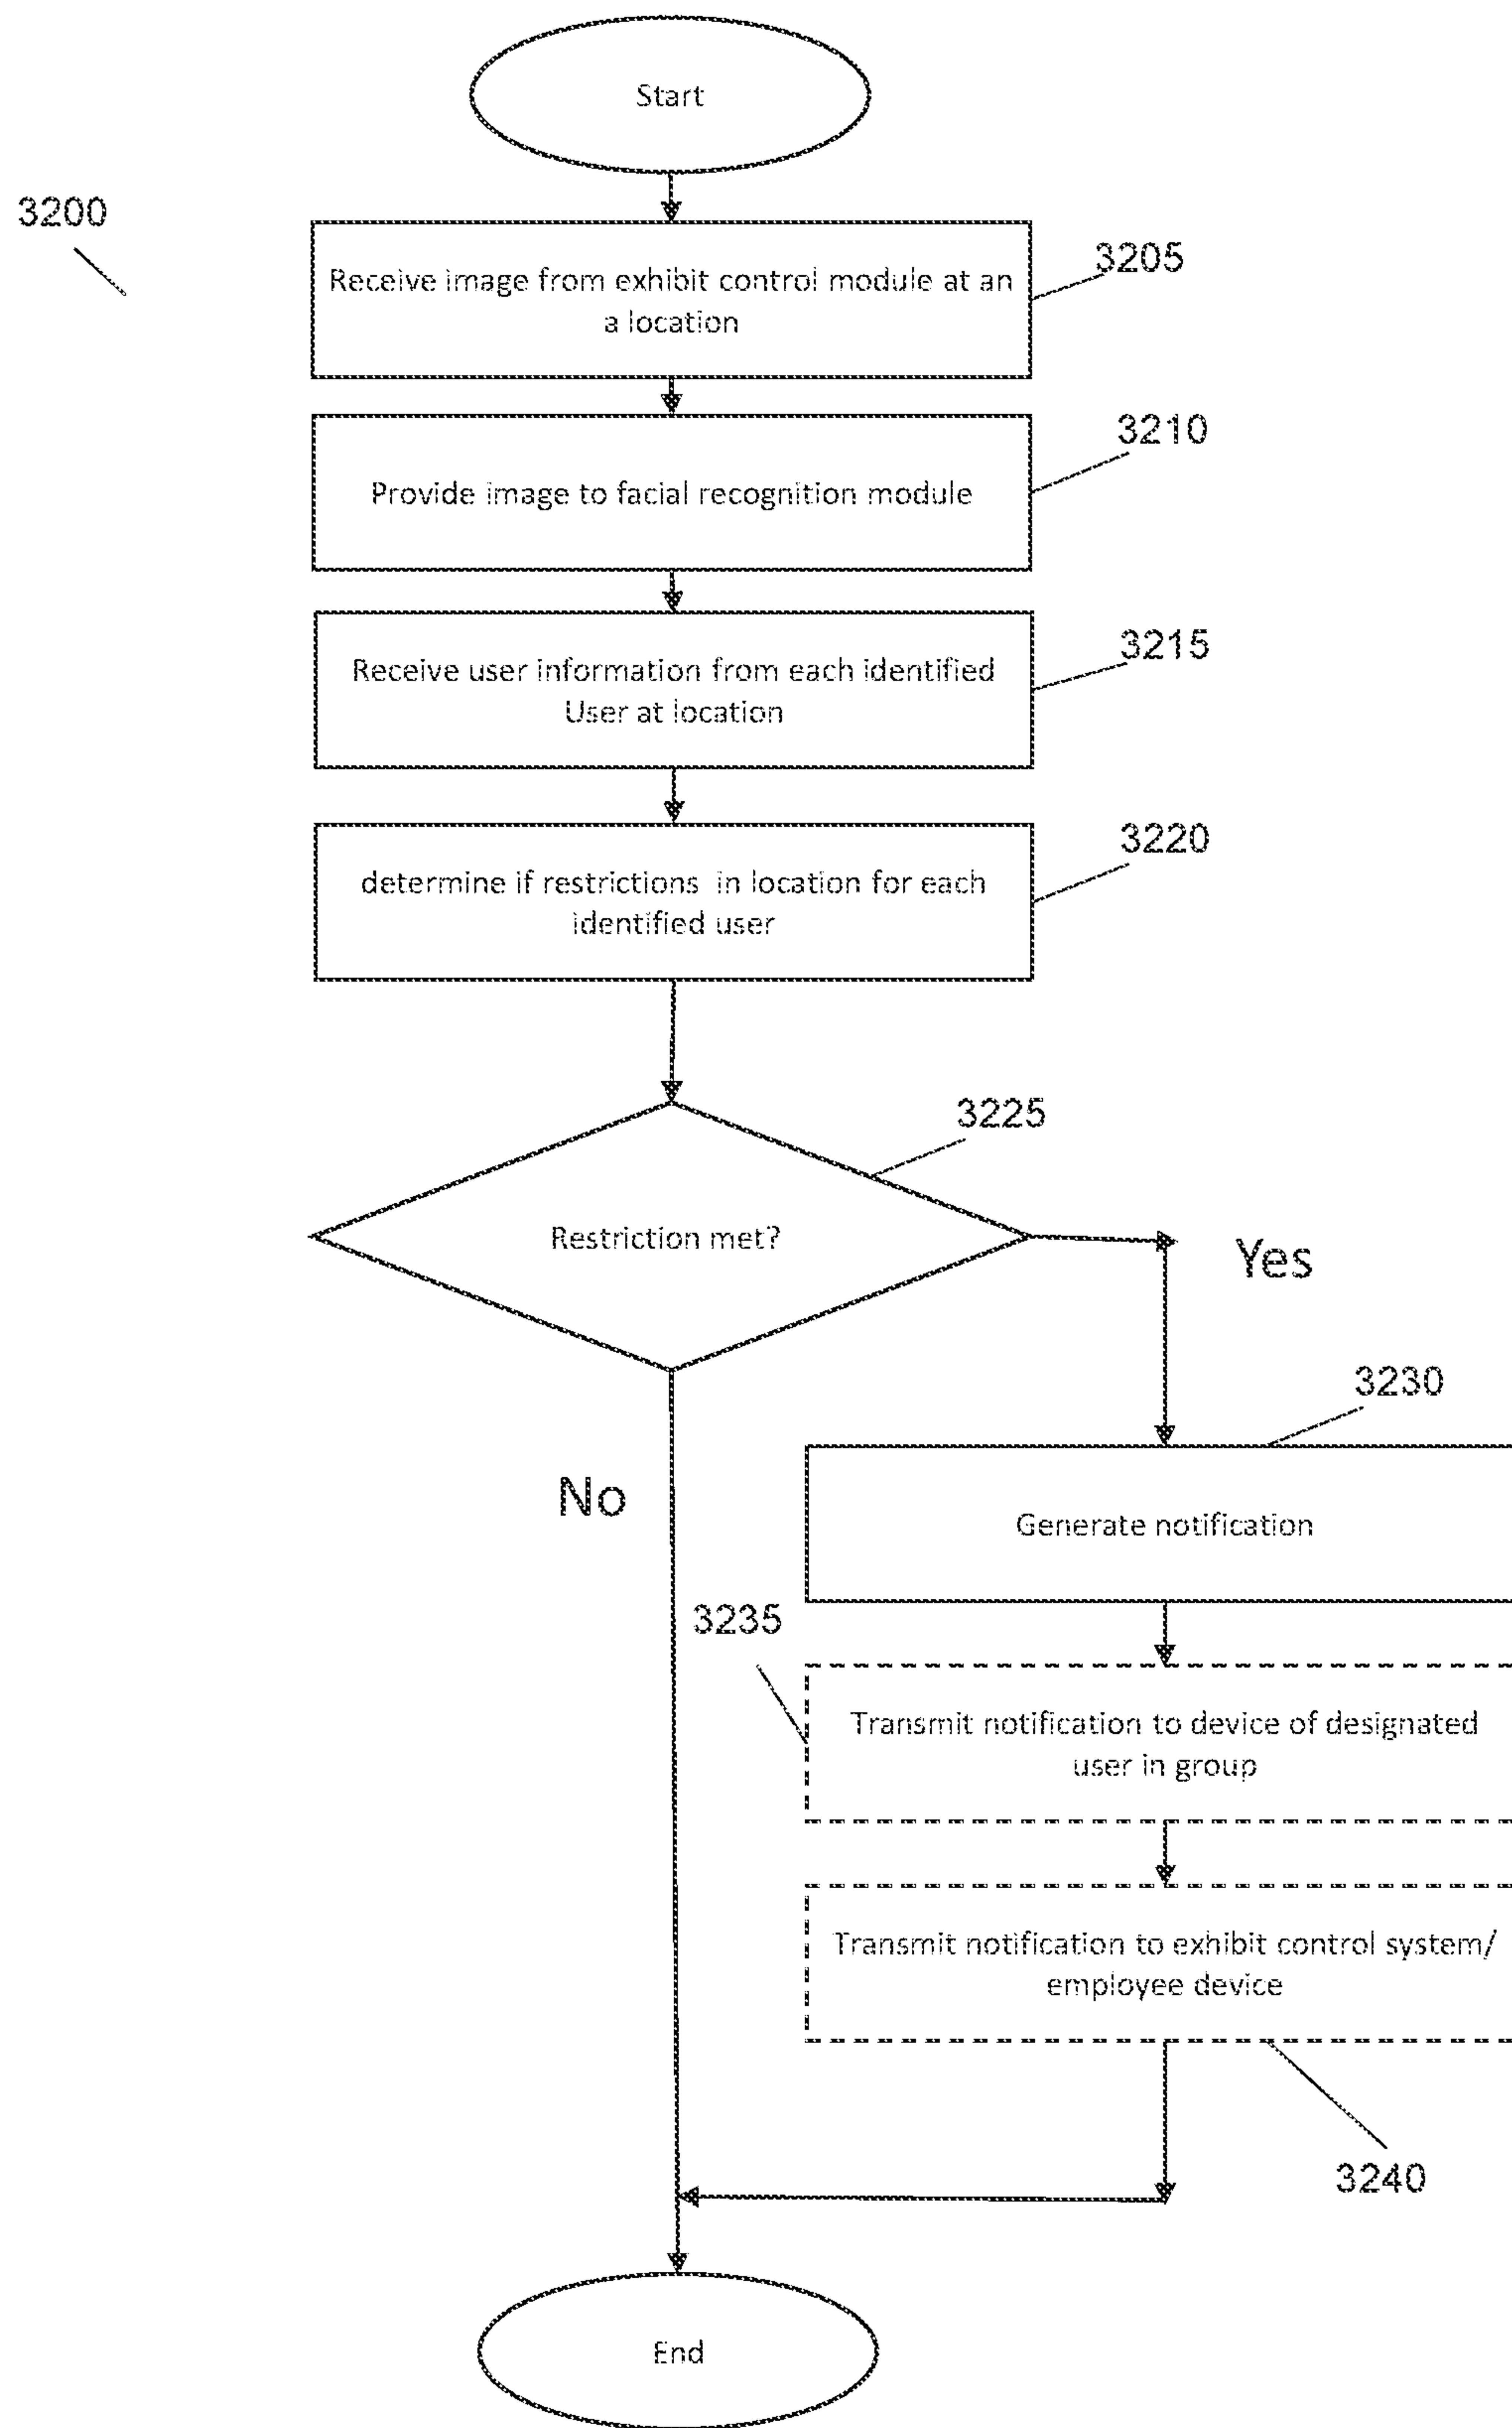 Start
3200
3205
Receive image from exhibit control module at an
a location
3210
Provide image to facial recognition module
3215
Receive user information from each identified
User at location
3220
determine if restrictions in location for each
identified user
3225
Restriction met?
Yes
3230
No
Generate notification
3235
Transmit notification to device of designated
user in group
Transmit notification to exhibit control system/
employee device
3240
End